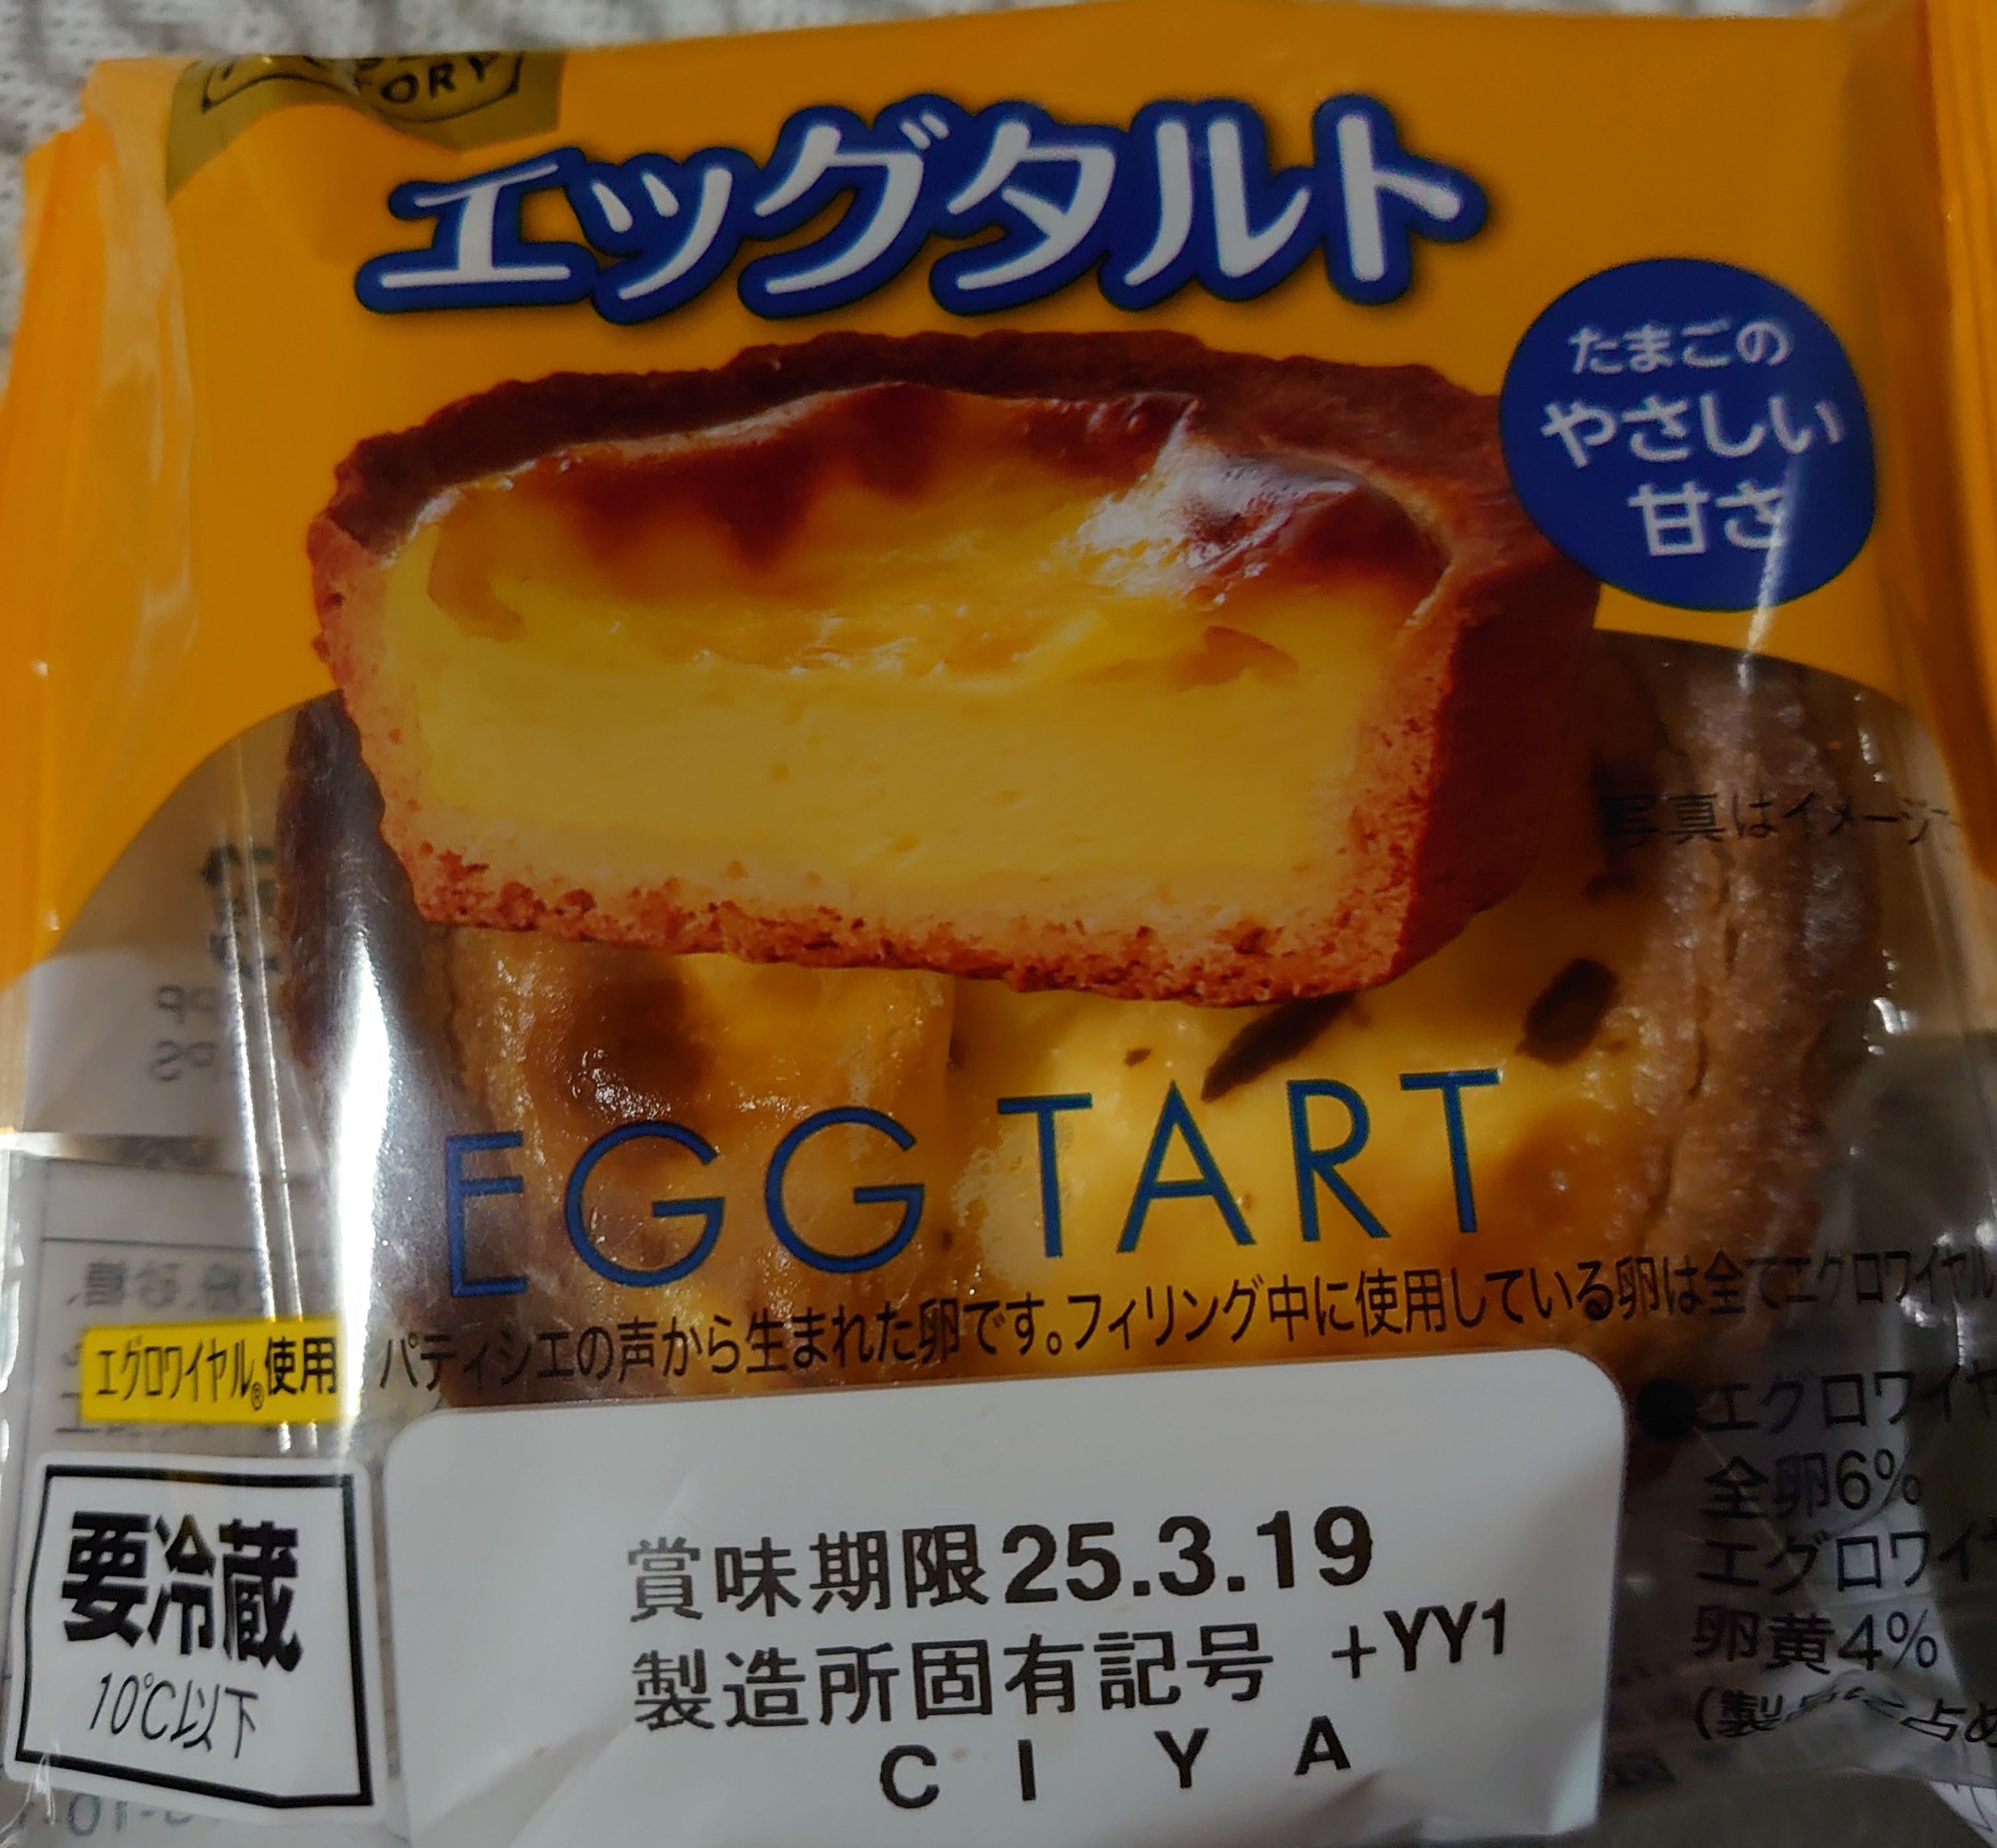 ORY
エッグタルト
たまごの
やさしい
甘さ
写真はイメージ
EGG TART
エグロワイヤル®使用
パティシエの声から生まれた卵です。フィリング中に使用している卵は全てエグロワイヤル
エグロワイヤ
全卵6%
エグロワイ
卵黄4%
(製
占め
要冷蔵
10℃以下
賞味期限25.3.19
製造所固有記号 +YY1
C I Y A